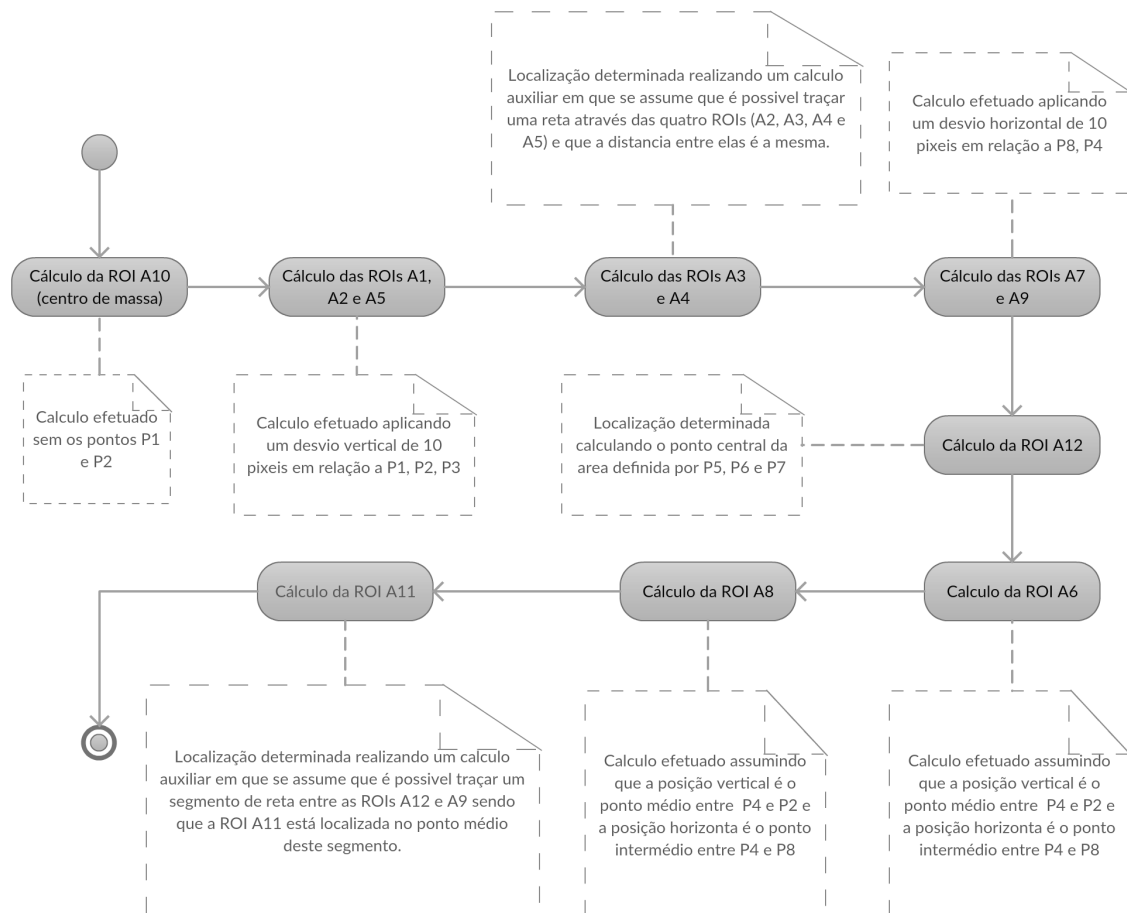 Localização determinada realizando um calculo
auxiliar em que se assume que é possivel traçar
uma reta através das quatro ROIs (A2, A3, A4 e
A5) e que a distancia entre elas é a mesma.
Calculo efetuado aplicando
um desvio horizontal de 10
pixeis em relação a P8, P4
Cálculo da ROI A10
(centro de massa)
Cálculo das ROIs A1,
A2 e A5
Cálculo das ROIs A3
e A4
Cálculo das ROIs A7
e A9
Calculo efetuado
sem os pontos P1
e P2
Calculo efetuado aplicando
um desvio vertical de 10
pixeis em relação a P1, P2, P3
Localização determinada
calculando o ponto central da
area definida por P5, P6 e P7
Cálculo da ROI A12
Cálculo da ROI A11
Cálculo da ROI A8
Calculo da ROI A6
Localização determinada realizando um calculo
auxiliar em que se assume que é possivel traçar um
segmento de reta entre as ROIs A12 e A9 sendo
que a ROI A11 está localizada no ponto médio
deste segmento.
Calculo efetuado assumindo
que a posição vertical é o
ponto médio entre  P4 e P2 e
a posição horizonta é o ponto
intermédio entre P4 e P8
Calculo efetuado assumindo
que a posição vertical é o
ponto médio entre  P4 e P2 e
a posição horizonta é o ponto
intermédio entre P4 e P8